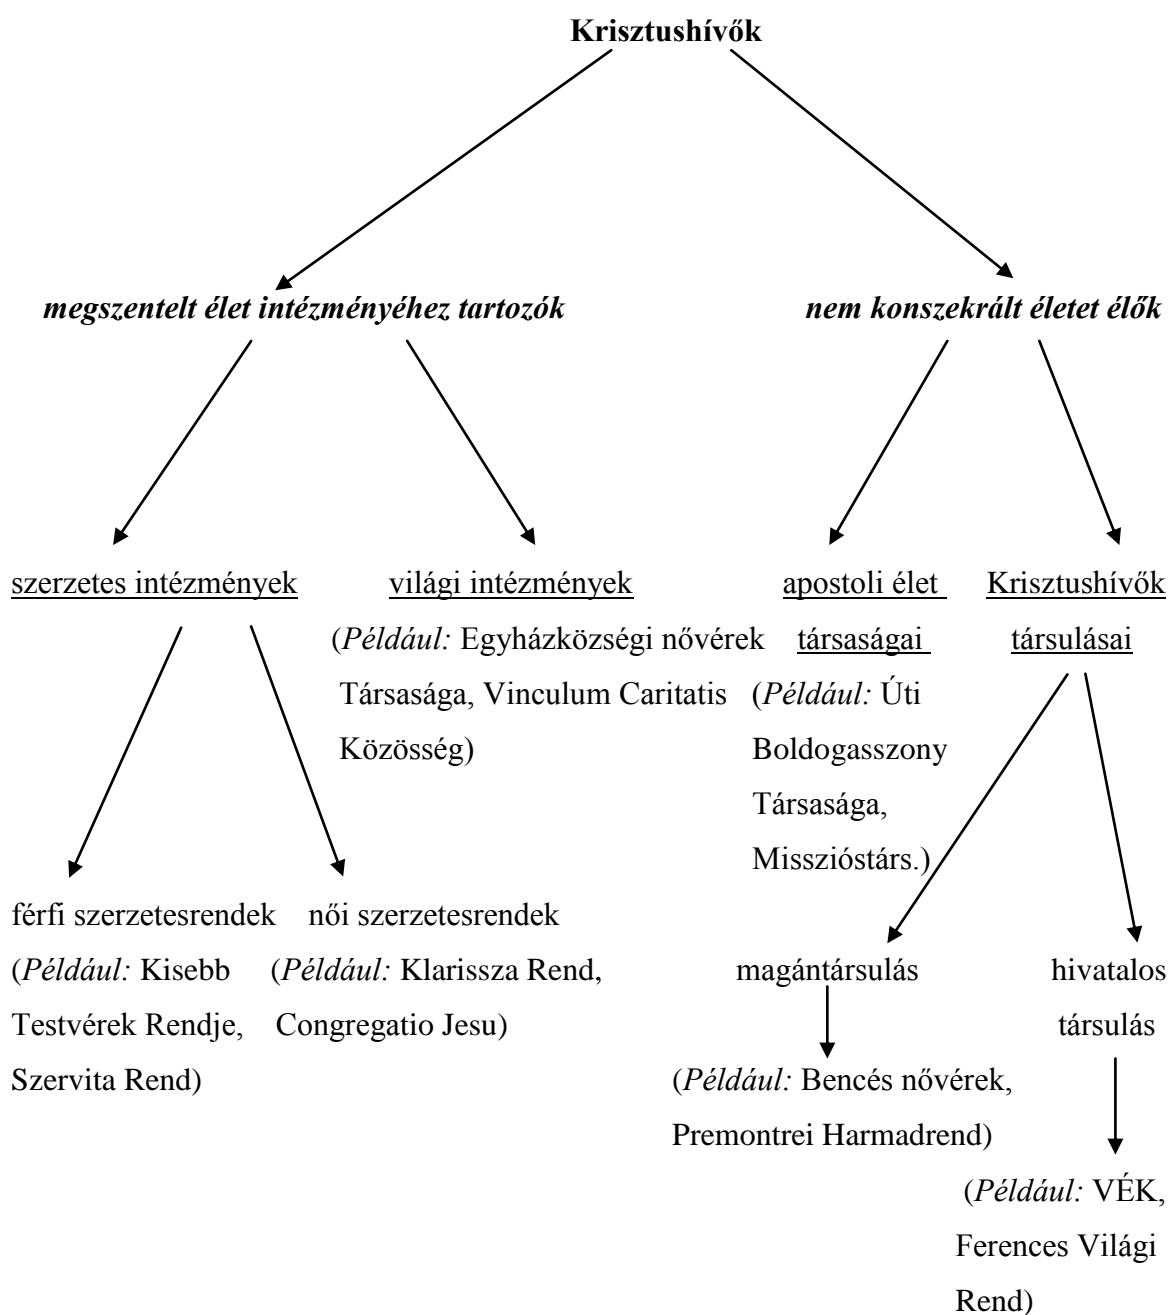 Krisztushívők
megszentelt élet intézményéhez tartozók
nem konszekrált életet élők
szerzetes intézmények
világi intézmények
(Például: Egyházközségi nővérek
Társasága, Vinculum Caritatis
Közösség)
apostoli élet
társaságai
(Például: Úti
Boldogasszony
Társasága,
Missziós­társ.)
Krisztushívők
társulásai
férfi szerzetesrendek
(Például: Kisebb
Testvérek Rendje,
Szervita Rend)
női szerzetesrendek
(Például: Klarissza Rend,
Congregatio Jesu)
magántársulás
(Például: Bencés nővérek,
Premontrei Harmadrend)
hivatalos
társulás
(Például: VÉK,
Ferences Világi
Rend)